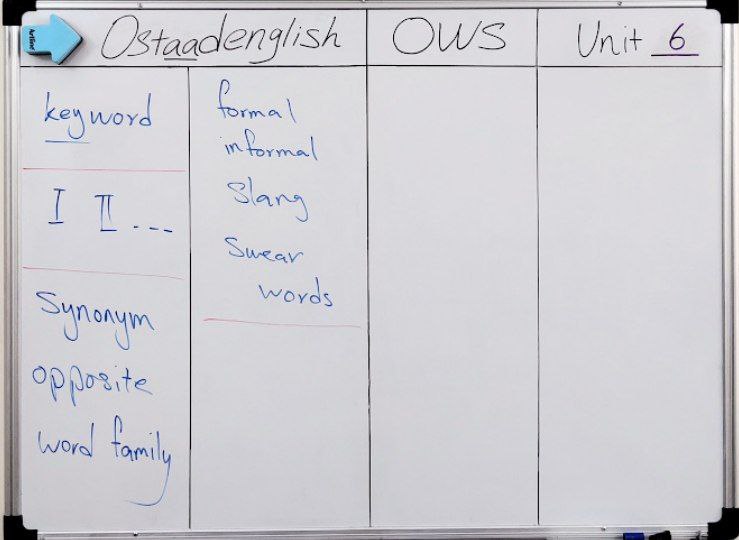 Ostaadenglish
OWS
Unit 6
keyword
I II ...
Synonym
opposite
word family
formal
informal
Slang
Swear
words